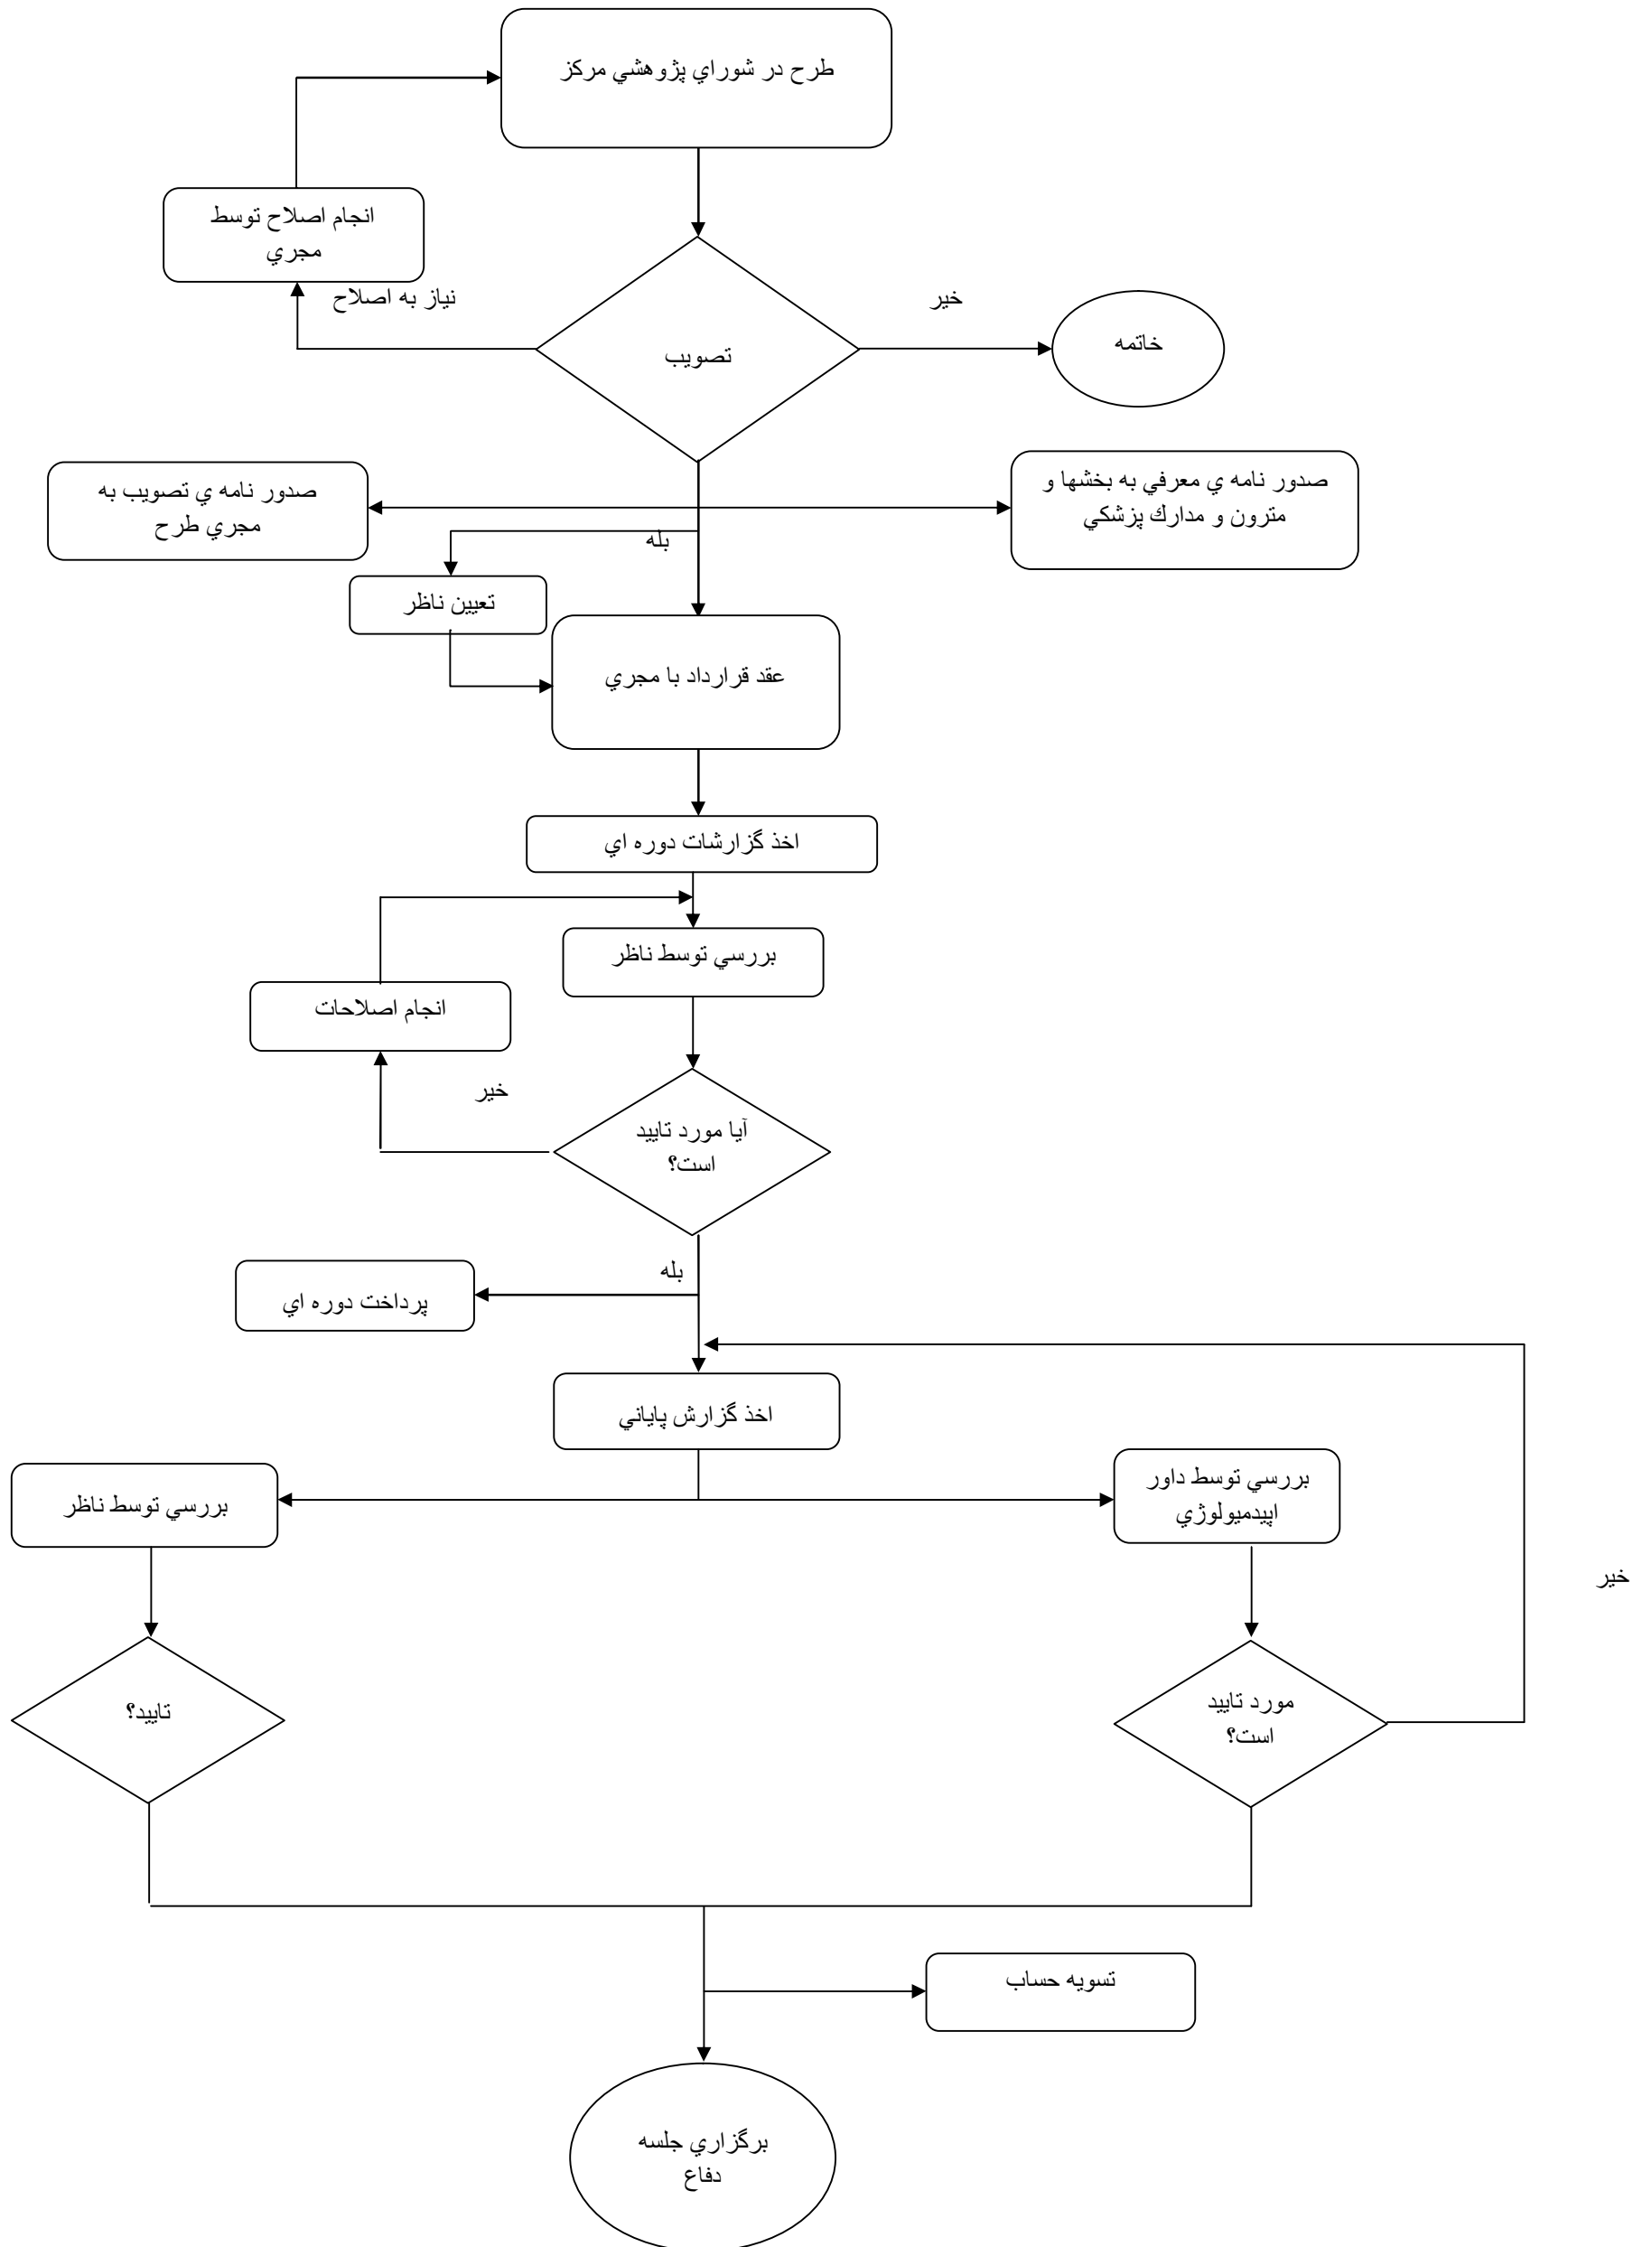 طرح در شوراي پژوهشي مركز
انجام اصلاح توسط
مجري
نياز به اصلاح
خير
تصويب
خاتمه
صدور نامه ي معرفي به بخشها و
مترون و مدارك پزشكي
صدور نامه ي تصويب به
مجري طرح
بله
تعيين ناظر
عقد قرارداد با مجري
اخذ گزارشات دوره اي
بررسي توسط ناظر
انجام اصلاحات
خير
آيا مورد تاييد
است؟
بله
پرداخت دوره اي
اخذ گزارش پاياني
بررسي توسط داور
اپيدميولوژي
بررسي توسط ناظر
خير
مورد تاييد
است؟
تاييد؟
تسويه حساب
برگزاري جلسه
دفاع